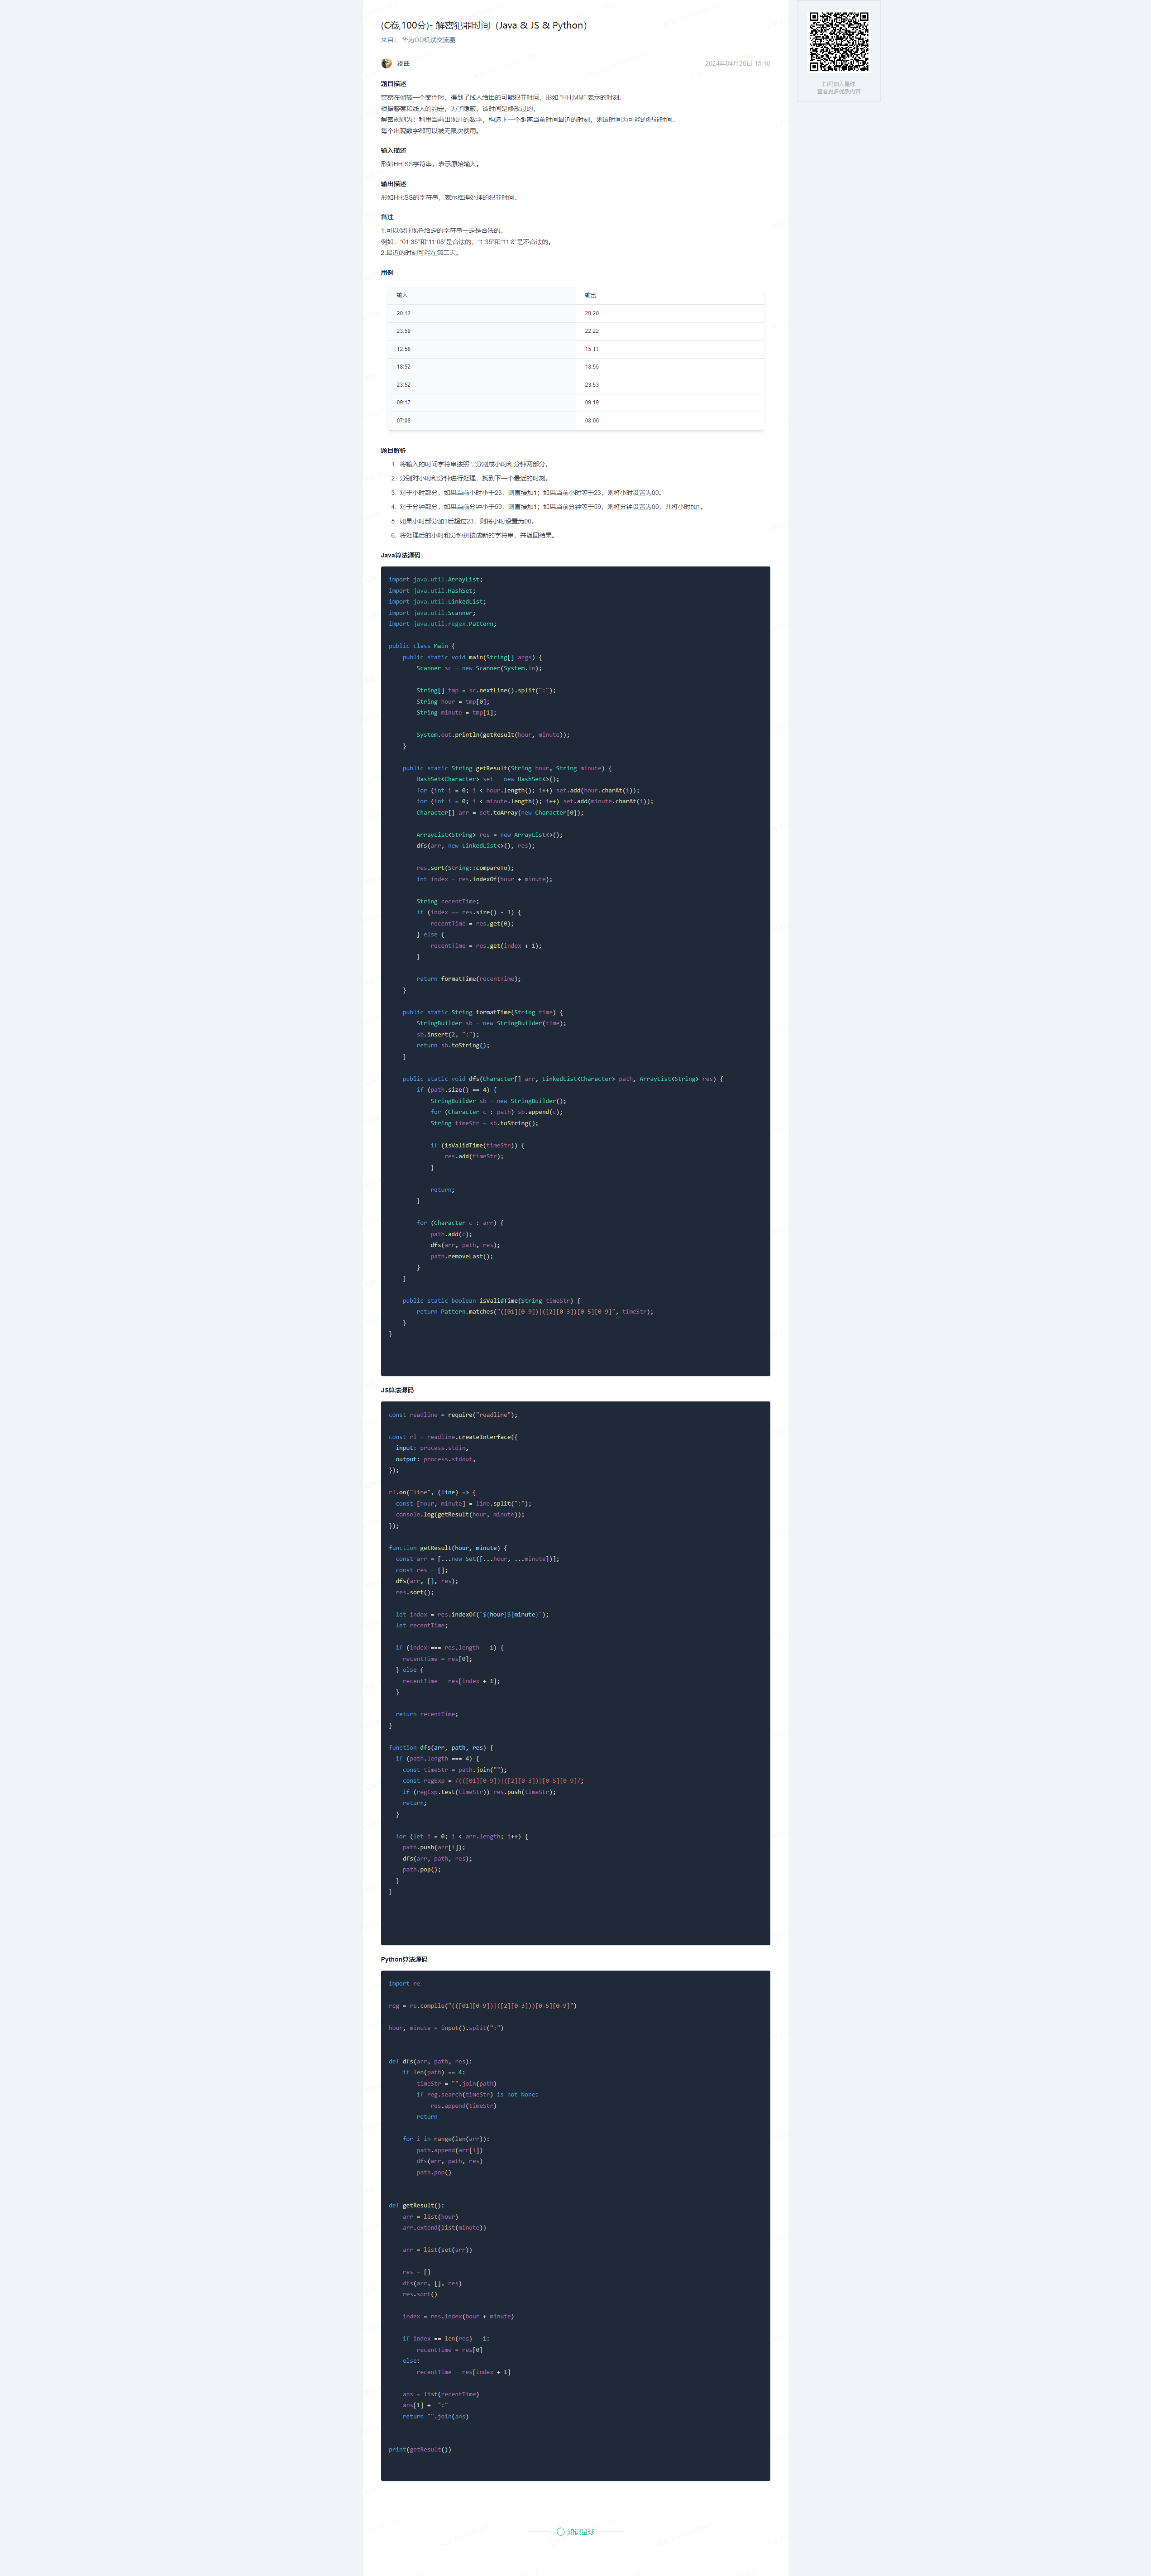 (C卷,100分)- 解密犯罪时间（Java & JS & Python）
来自： 华为OD机试交流圈
夜曲
2024年04月28日 15:10
题目描述
警察在侦破一个案件时，得到了线人给出的可能犯罪时间，形如 “HH:MM” 表示的时刻。
根据警察和线人的约定，为了隐蔽，该时间是修改过的，
解密规则为：利用当前出现过的数字，构造下一个距离当前时间最近的时刻，则该时间为可能的犯罪时间。
每个出现数字都可以被无限次使用。
输入描述
形如HH:SS字符串，表示原始输入。
输出描述
形如HH:SS的字符串，表示推理处理的犯罪时间。
备注
1.可以保证现任给定的字符串一定是合法的。
例如，“01:35”和“11:08”是合法的，“1:35”和“11:8”是不合法的。
2.最近的时刻可能在第二天。
用例
输入 输出
20:12 20:20
23:59 22:22
12:58 15:11
18:52 18:55
23:52 23:53
09:17 09:19
07:08 08:00
题目解析
1. 将输入的时间字符串按照":"分割成小时和分钟两部分。
2. 分别对小时和分钟进行处理，找到下一个最近的时刻。
3. 对于小时部分，如果当前小时小于23，则直接加1；如果当前小时等于23，则将小时设置为00。
4. 对于分钟部分，如果当前分钟小于59，则直接加1；如果当前分钟等于59，则将分钟设置为00，并将小时加1。
5. 如果小时部分加1后超过23，则将小时设置为00。
6. 将处理后的小时和分钟拼接成新的字符串，并返回结果。
Java算法源码
import java.util.ArrayList;
import java.util.HashSet;
import java.util.LinkedList;
import java.util.Scanner;
import java.util.regex.Pattern;
public class Main {
    public static void main(String[] args) {
        Scanner sc = new Scanner(System.in);
        String[] tmp = sc.nextLine().split(":");
        String hour = tmp[0];
        String minute = tmp[1];
        System.out.println(getResult(hour, minute));
    }
    public static String getResult(String hour, String minute) {
        HashSet<Character> set = new HashSet<>();
        for (int i = 0; i < hour.length(); i++) set.add(hour.charAt(i));
        for (int i = 0; i < minute.length(); i++) set.add(minute.charAt(i));
        Character[] arr = set.toArray(new Character[0]);
        ArrayList<String> res = new ArrayList<>();
        dfs(arr, new LinkedList<>(), res);
        res.sort(String::compareTo);
        int index = res.indexOf(hour + minute);
        String recentTime;
        if (index == res.size() - 1) {
            recentTime = res.get(0);
        } else {
            recentTime = res.get(index + 1);
        }
        return formatTime(recentTime);
    }
    public static String formatTime(String time) {
        StringBuilder sb = new StringBuilder(time);
        sb.insert(2, ":");
        return sb.toString();
    }
    public static void dfs(Character[] arr, LinkedList<Character> path, ArrayList<String> res) {
        if (path.size() == 4) {
            StringBuilder sb = new StringBuilder();
            for (Character c : path) sb.append(c);
            String timeStr = sb.toString();
            if (isValidTime(timeStr)) {
                res.add(timeStr);
            }
            return;
        }
        for (Character c : arr) {
            path.add(c);
            dfs(arr, path, res);
            path.removeLast();
        }
    }
    public static boolean isValidTime(String timeStr) {
        return Pattern.matches("([01][0-9])|([2][0-3])[0-5][0-9]", timeStr);
    }
}
JS算法源码
const readline = require("readline");
const rl = readline.createInterface({
  input: process.stdin,
  output: process.stdout,
});
rl.on("line", (line) => {
  const [hour, minute] = line.split(":");
  console.log(getResult(hour, minute));
});
function getResult(hour, minute) {
  const arr = [...new Set([...hour, ...minute])];
  const res = [];
  dfs(arr, [], res);
  res.sort();
  let index = res.indexOf(`${hour}${minute}`);
  let recentTime;
  if (index === res.length - 1) {
    recentTime = res[0];
  } else {
    recentTime = res[index + 1];
  }
  return recentTime;
}
function dfs(arr, path, res) {
  if (path.length === 4) {
    const timeStr = path.join("");
    const regExp = /(([01][0-9])|([2][0-3]))[0-5][0-9]/;
    if (regExp.test(timeStr)) res.push(timeStr);
    return;
  }
  for (let i = 0; i < arr.length; i++) {
    path.push(arr[i]);
    dfs(arr, path, res);
    path.pop();
  }
}
Python算法源码
import re
reg = re.compile("(([01][0-9])|([2][0-3]))[0-5][0-9]")
hour, minute = input().split(":")
def dfs(arr, path, res):
    if len(path) == 4:
        timeStr = "".join(path)
        if reg.search(timeStr) is not None:
            res.append(timeStr)
        return
    for i in range(len(arr)):
        path.append(arr[i])
        dfs(arr, path, res)
        path.pop()
def getResult():
    arr = list(hour)
    arr.extend(list(minute))
    arr = list(set(arr))
    res = []
    dfs(arr, [], res)
    res.sort()
    index = res.index(hour + minute)
    if index == len(res) - 1:
        recentTime = res[0]
    else:
        recentTime = res[index + 1]
    ans = list(recentTime)
    ans[1] += ":"
    return "".join(ans)
print(getResult())
知识星球
扫码加入星球
查看更多优质内容